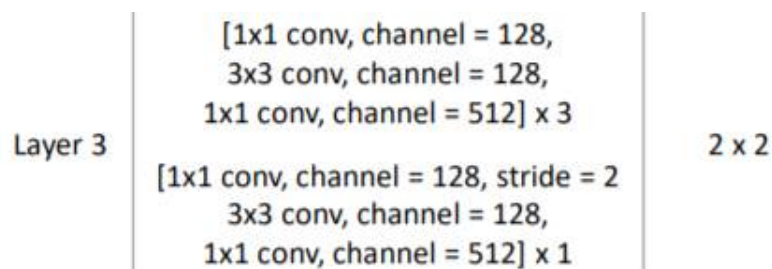 [1x1 conv, channel = 128,
3x3 conv, channel = 128,
1x1 conv, channel = 512] x 3
Layer 3
2 x 2
[1x1 conv, channel = 128, stride = 2
3x3 conv, channel = 128,
1x1 conv, channel = 512] x 1